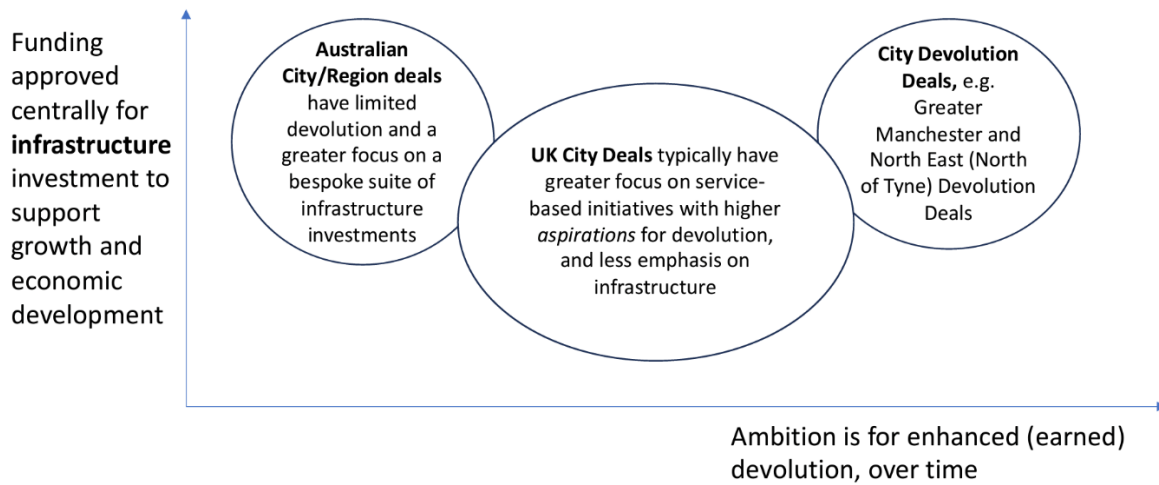 Funding
approved
centrally for
infrastructure
investment to
support
growth and
economic
development
Australian
City/Region deals
have limited
devolution and a
greater focus on a
bespoke suite of
infrastructure
investments
UK City Deals typically have
greater focus on service-
based initiatives with higher
aspirations for devolution,
and less emphasis on
infrastructure
City Devolution
Deals, e.g.
Greater
Manchester and
North East (North
of Tyne) Devolution
Deals
Ambition is for enhanced (earned)
devolution, over time